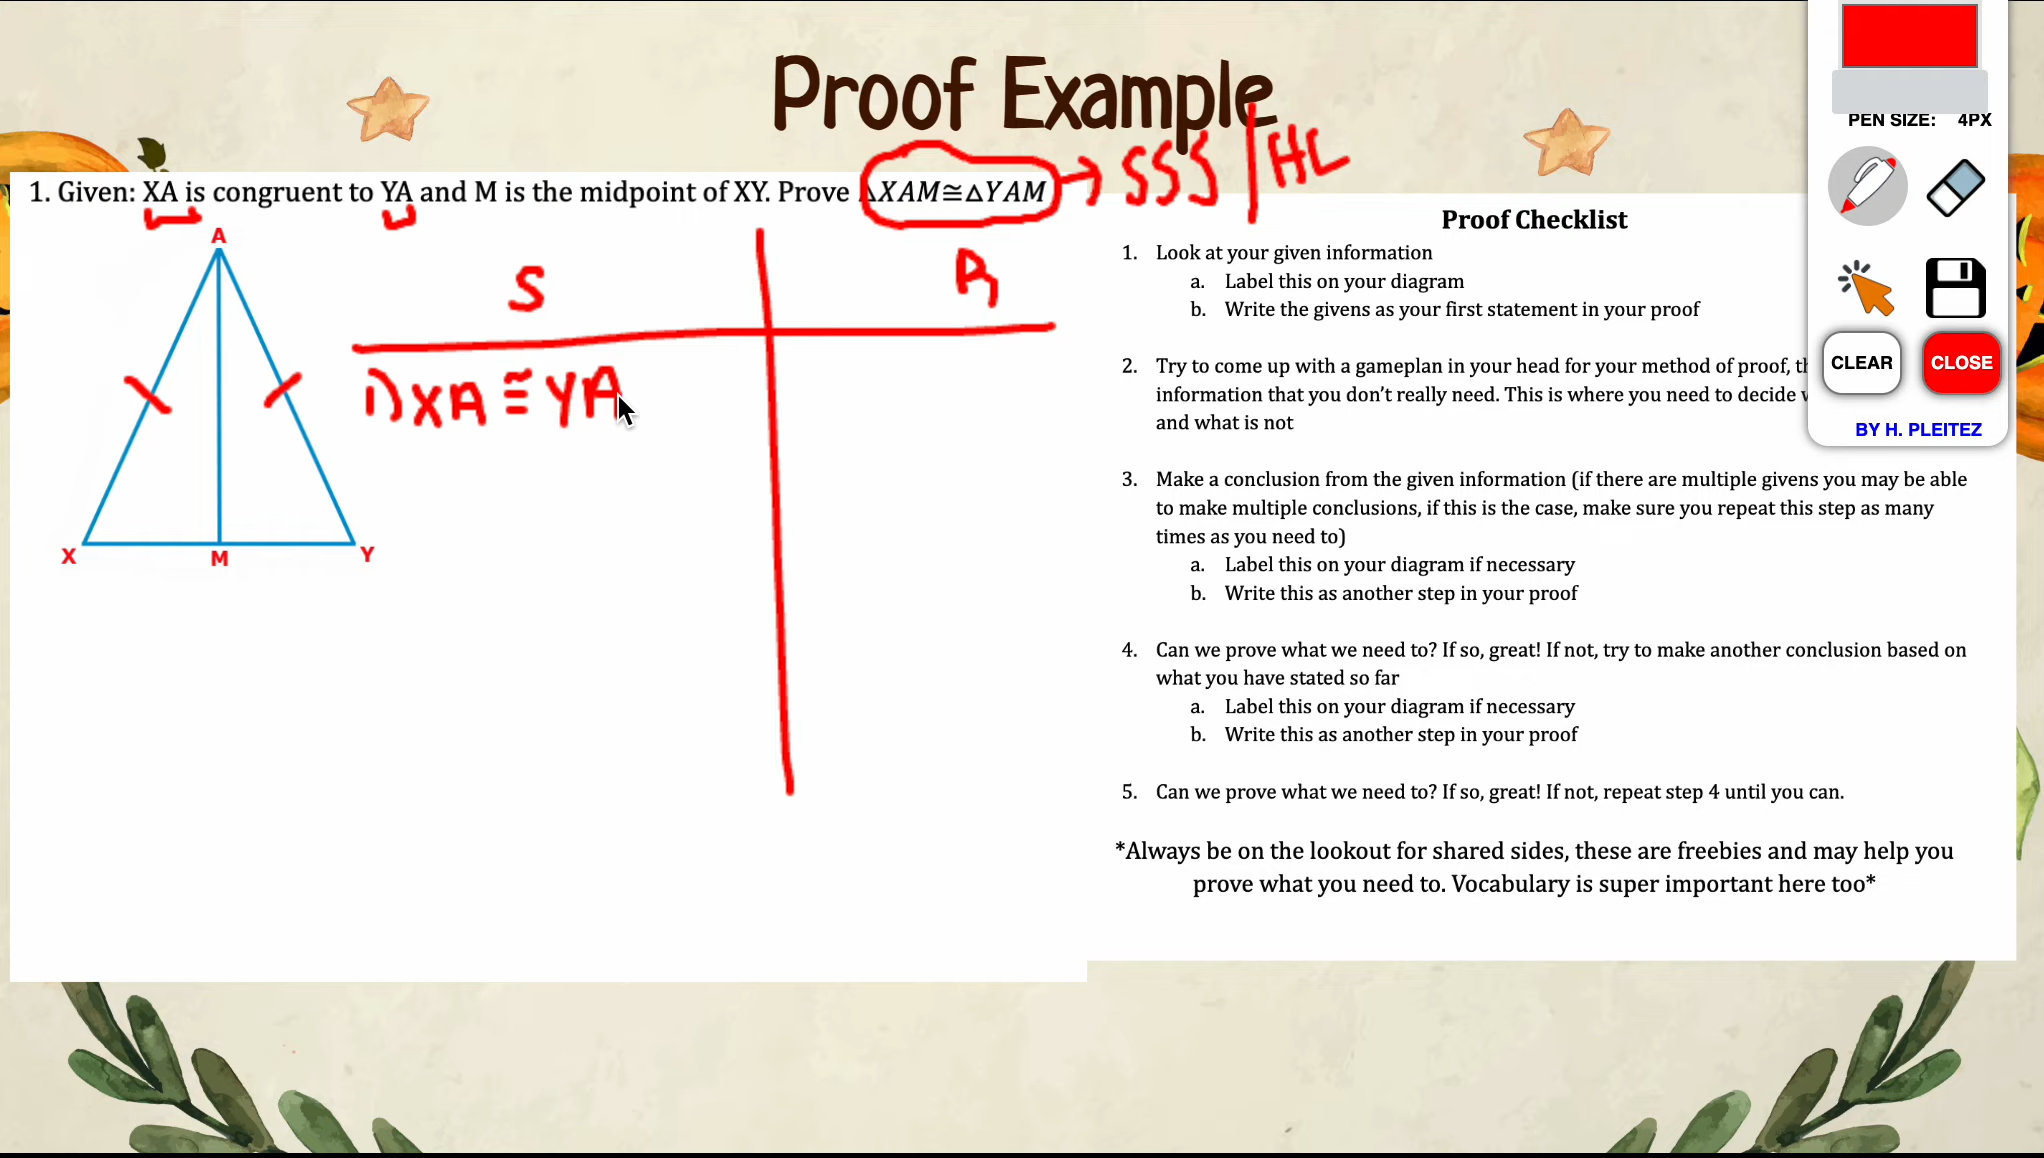 Proof Example
SSS | HL
1. Given: XA is congruent to YA and M is the midpoint of XY. Prove △XAM≅△YAM
A
X
M
Y
S
R
1) XA ≅ YA
Proof Checklist
1. Look at your given information
a. Label this on your diagram
b. Write the givens as your first statement in your proof
2. Try to come up with a gameplan in your head for your method of proof,
information that you don't really need. This is where you need to decide
and what is not
3. Make a conclusion from the given information (if there are multiple givens you may be able
to make multiple conclusions, if this is the case, make sure you repeat this step as many
times as you need to)
a. Label this on your diagram if necessary
b. Write this as another step in your proof
4. Can we prove what we need to? If so, great! If not, try to make another conclusion based on
what you have stated so far
a. Label this on your diagram if necessary
b. Write this as another step in your proof
5. Can we prove what we need to? If so, great! If not, repeat step 4 until you can.
*Always be on the lookout for shared sides, these are freebies and may help you
prove what you need to. Vocabulary is super important here too*
PEN SIZE: 4PX
CLEAR
CLOSE
BY H. PLEITEZ